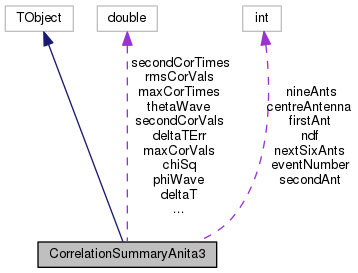 TObject
double
int
secondCorTimes
rmsCorVals
maxCorTimes
thetaWave
secondCorVals
deltaTErr
maxCorVals
chiSq
phiWave
deltaT
...
nineAnts
centreAntenna
firstAnt
ndf
nextSixAnts
eventNumber
secondAnt
CorrelationSummaryAnita3